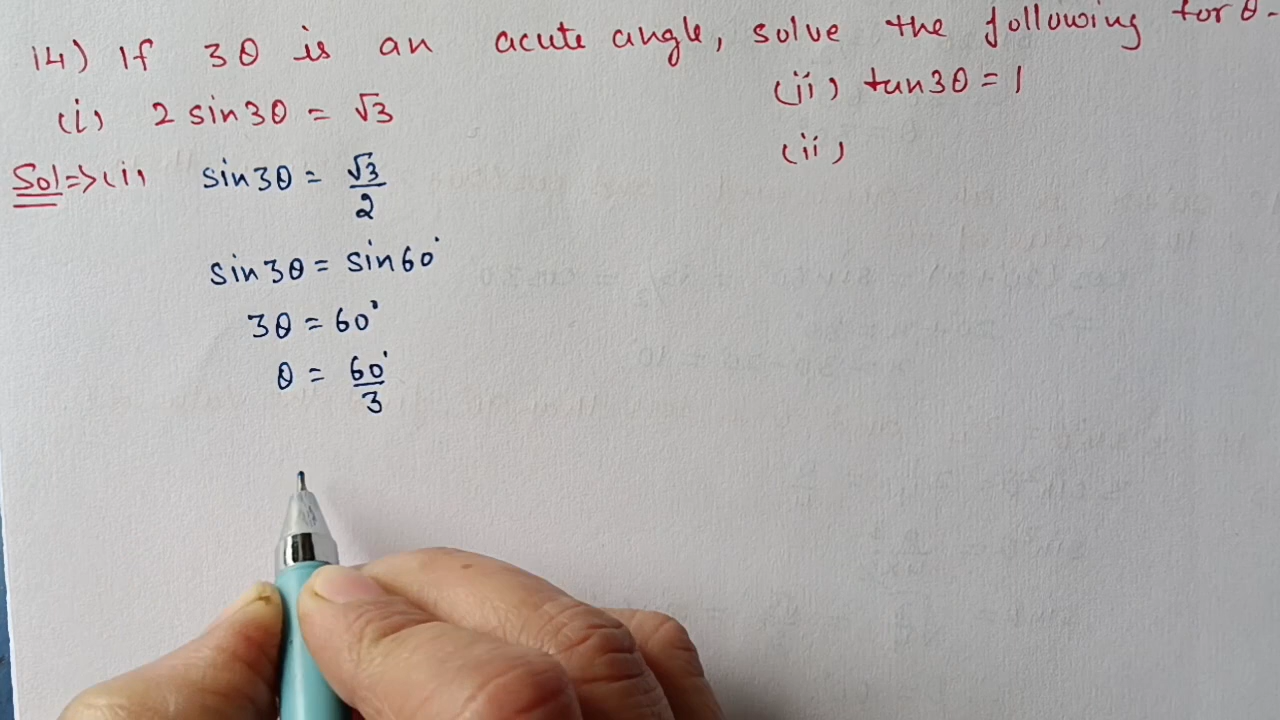 14) If 3θ is an acute angle, solve the following for θ.
(i) 2 sin3θ = √3
(ii) tan3θ = 1
Sol=>(i) sin3θ = √3/2
(ii)
sin3θ = sin60°
3θ = 60°
θ = 60°/3